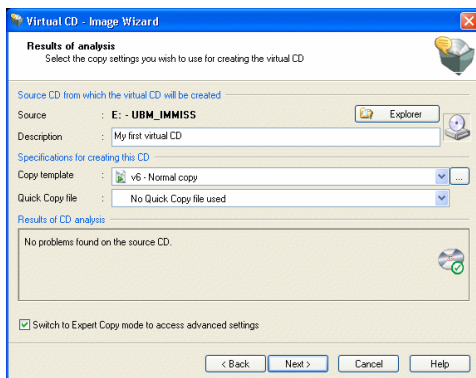 Virtual CD - Image Wizard
Results of analysis
Select the copy settings you wish to use for creating the virtual CD
Source CD from which the virtual CD will be created
Source : E: - UBM_IMMISS Explorer
Description : My first virtual CD
Specifications for creating this CD
Copy template : v6 - Normal copy ...
Quick Copy file : No Quick Copy file used
Results of CD analysis
No problems found on the source CD.
Switch to Expert Copy mode to access advanced settings
< Back Next > Cancel Help